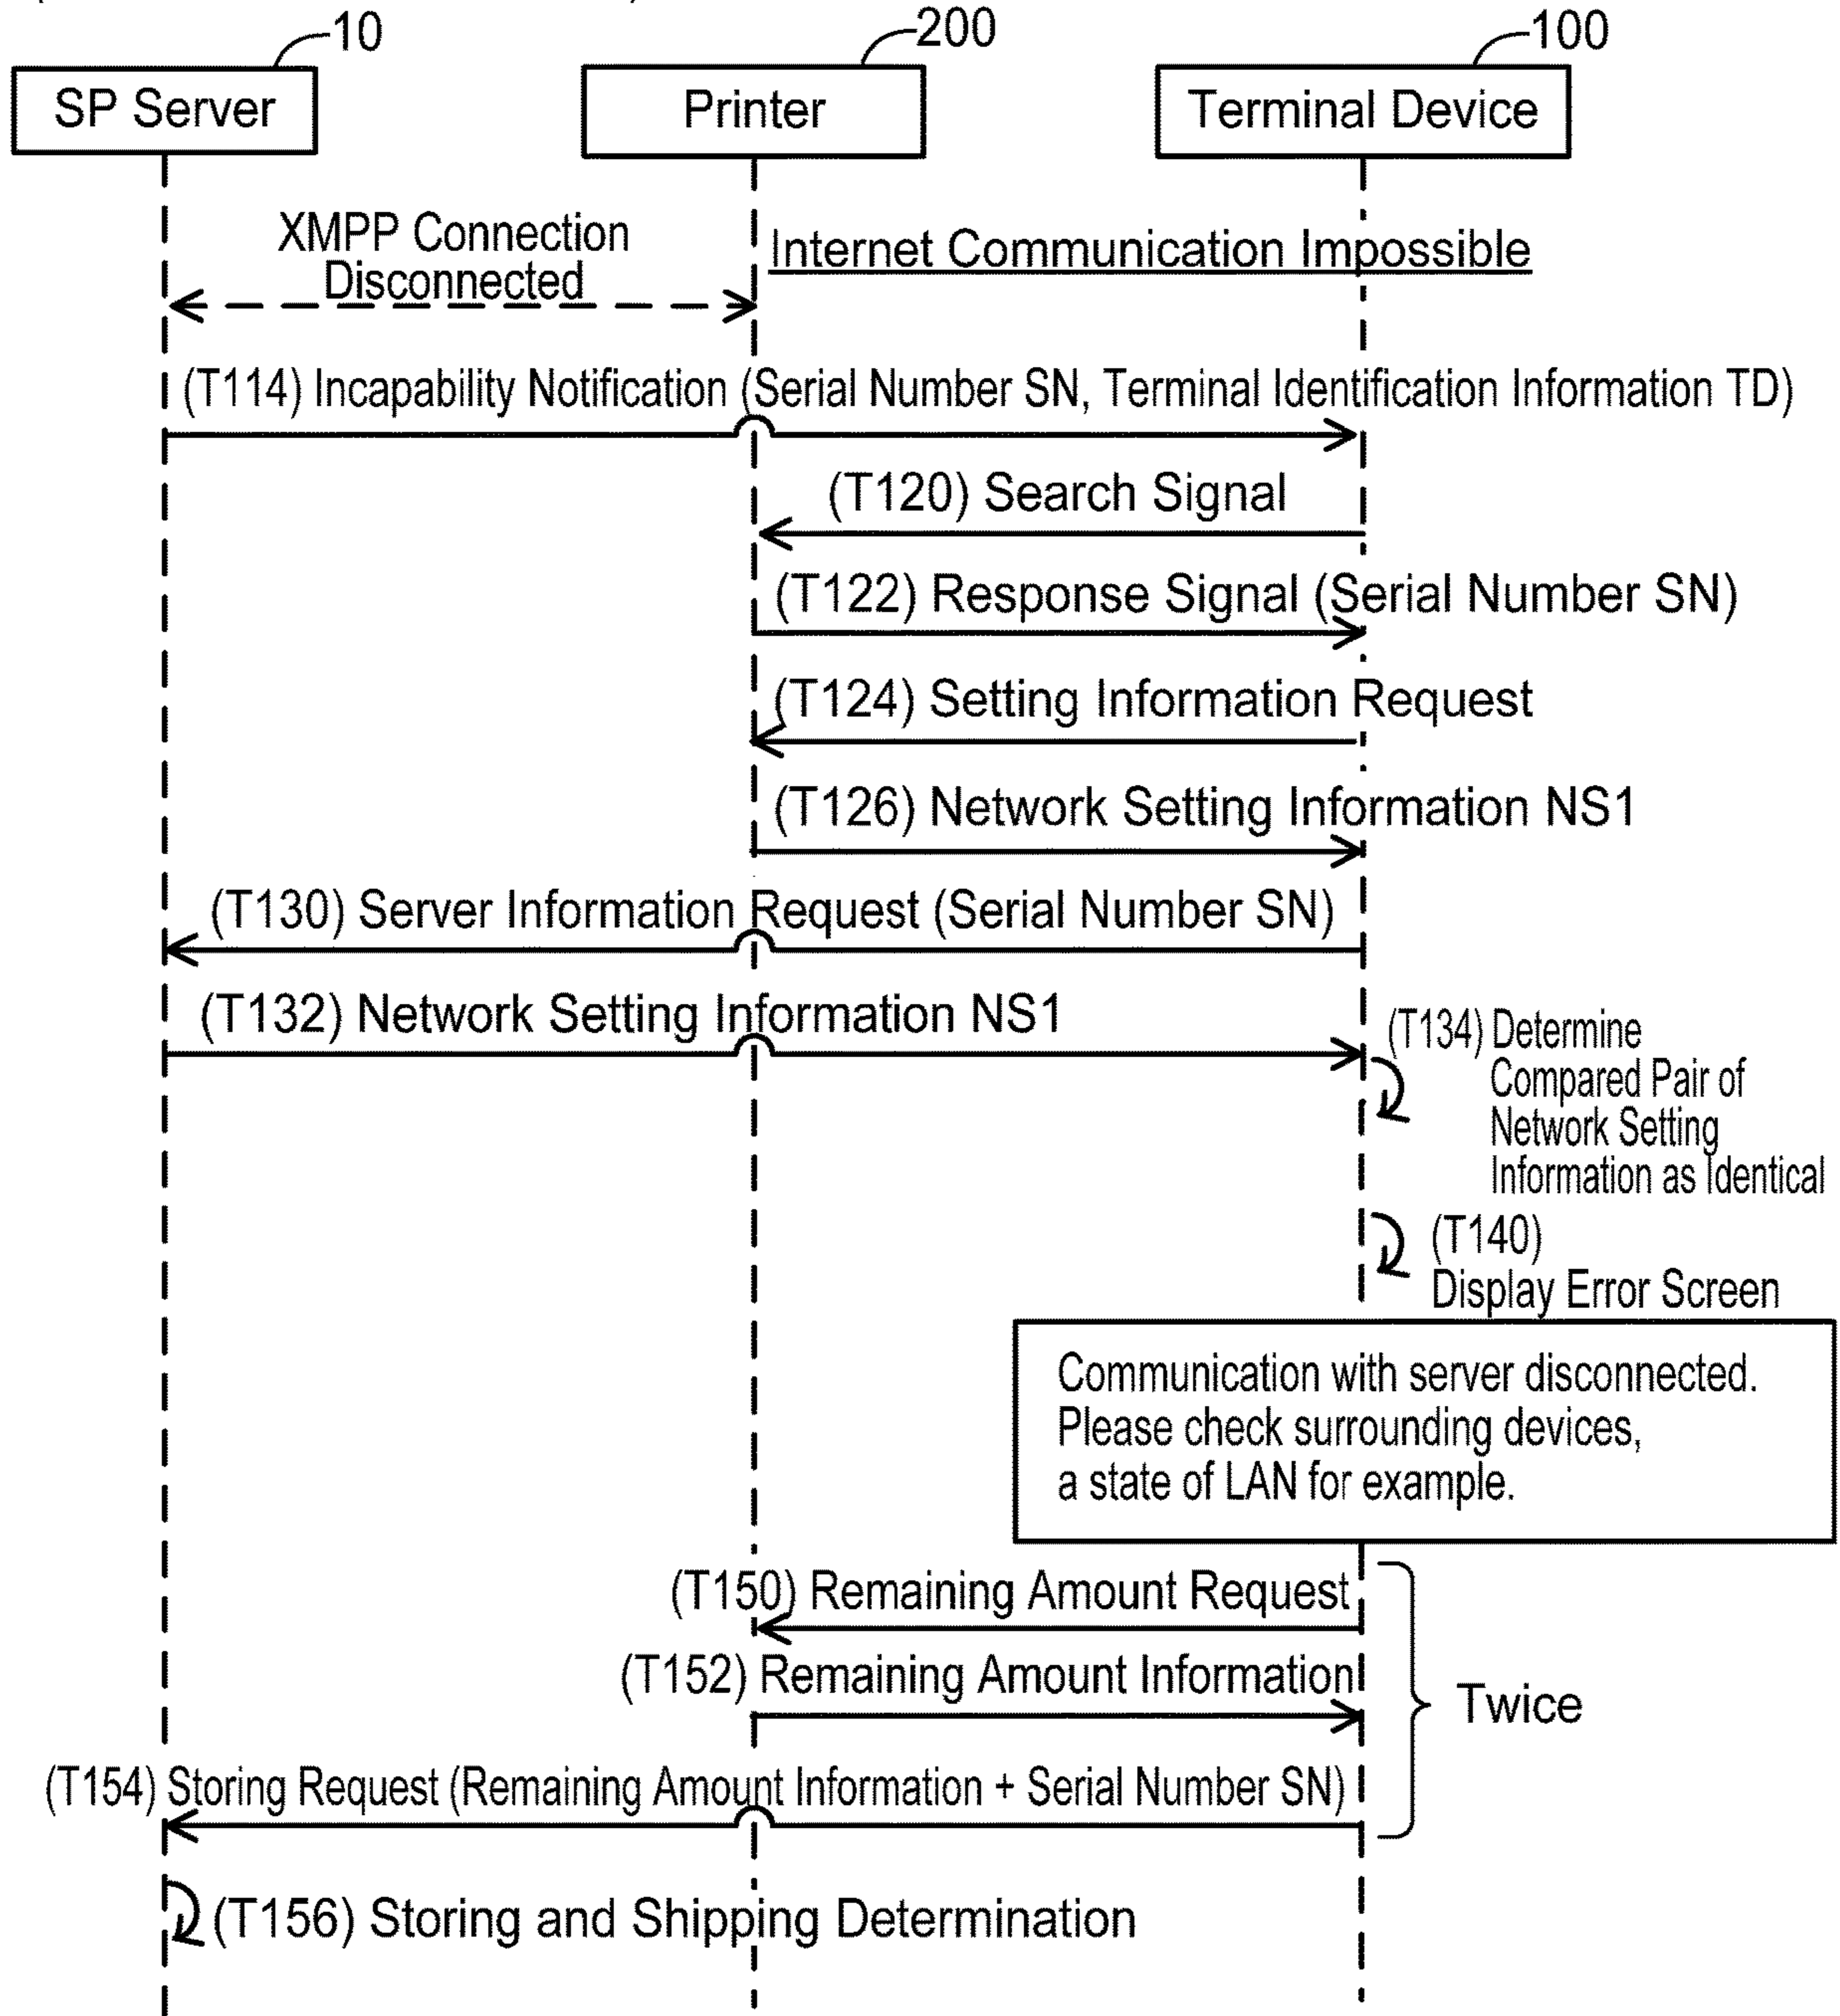 10
200
100
SP Server
Printer
Terminal Device
XMPP Connection
Disconnected
Internet Communication Impossible
(T114) Incapability Notification (Serial Number SN, Terminal Identification Information TD)
(T120) Search Signal
(T122) Response Signal (Serial Number SN)
(T124) Setting Information Request
(T126) Network Setting Information NS1
(T130) Server Information Request (Serial Number SN)
(T132) Network Setting Information NS1
(T134) Determine
Compared Pair of
Network Setting
Information as Identical
(T140)
Display Error Screen
Communication with server disconnected.
Please check surrounding devices,
a state of LAN for example.
(T150) Remaining Amount Request
(T152) Remaining Amount Information
Twice
(T154) Storing Request (Remaining Amount Information + Serial Number SN)
(T156) Storing and Shipping Determination